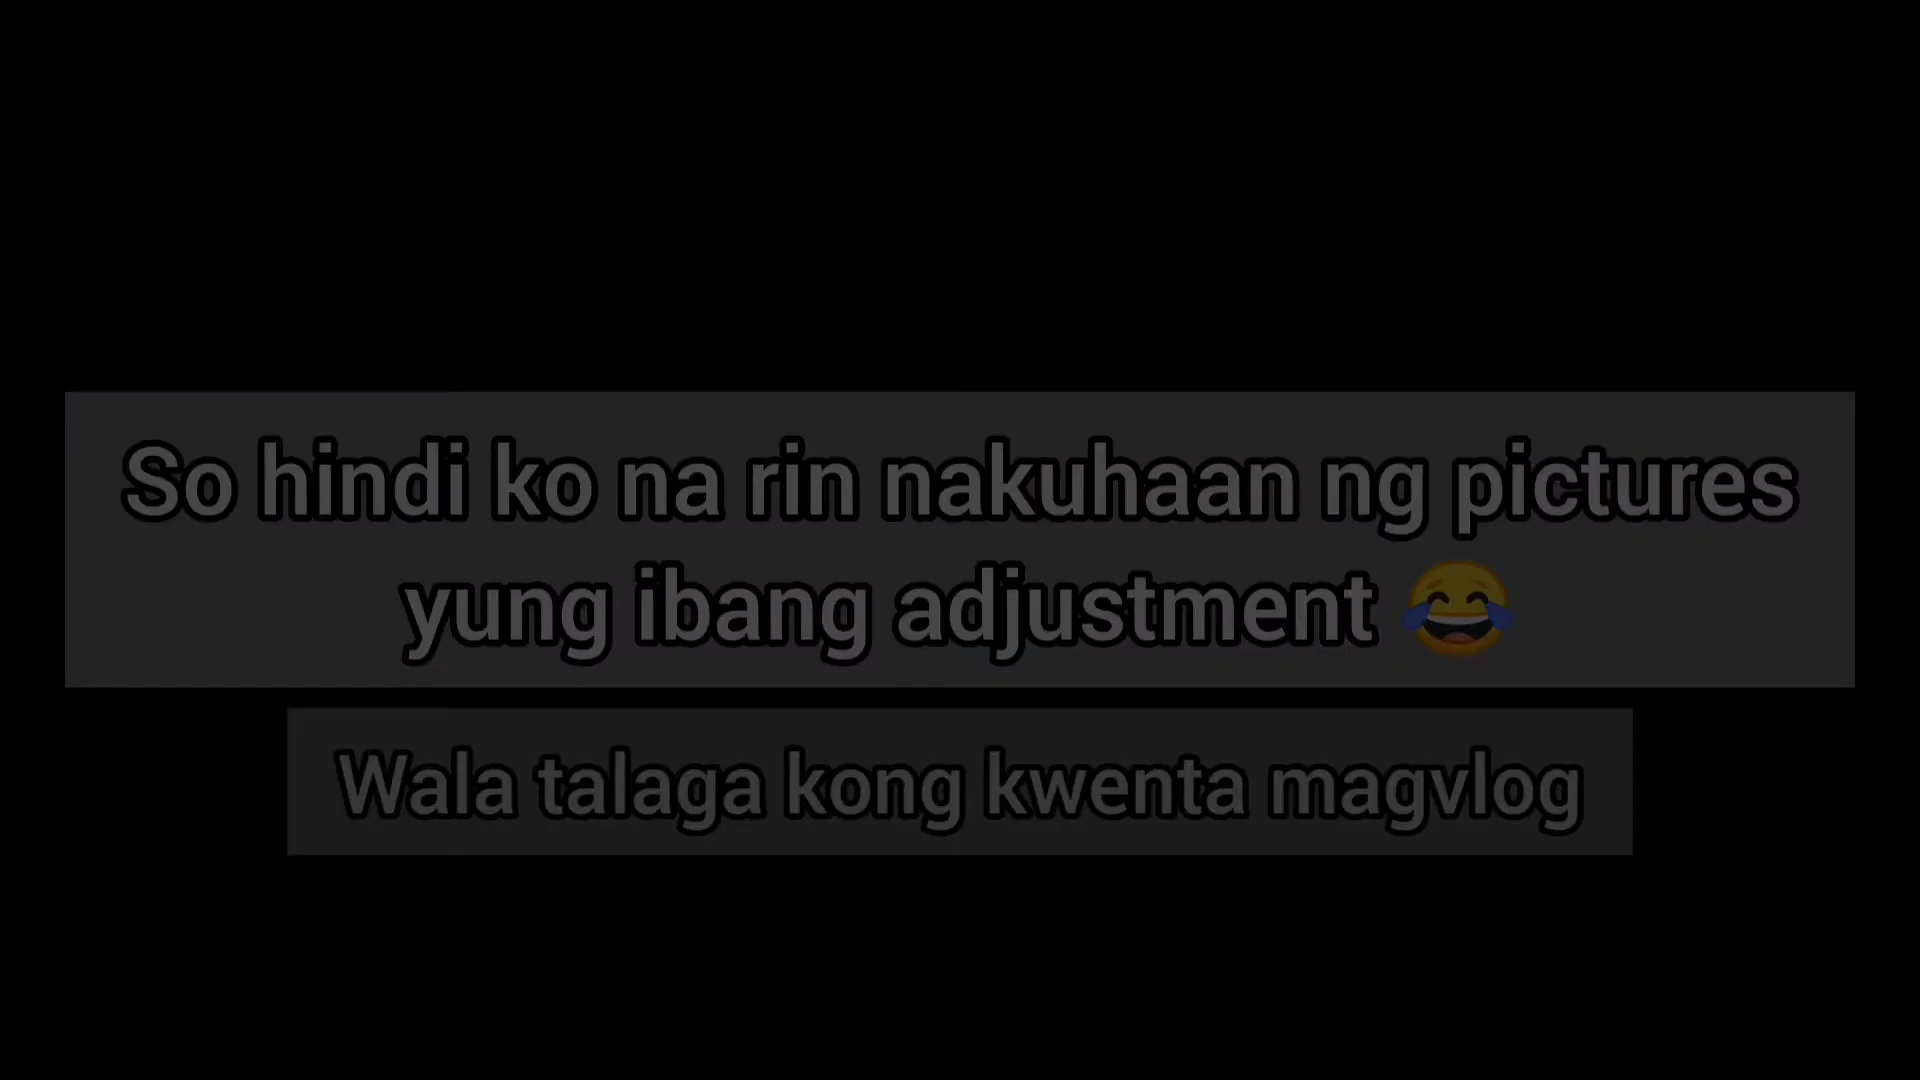 So hindi ko na rin nakuhaan ng pictures
yung ibang adjustment 😂
Wala talaga kong kwenta magvlog